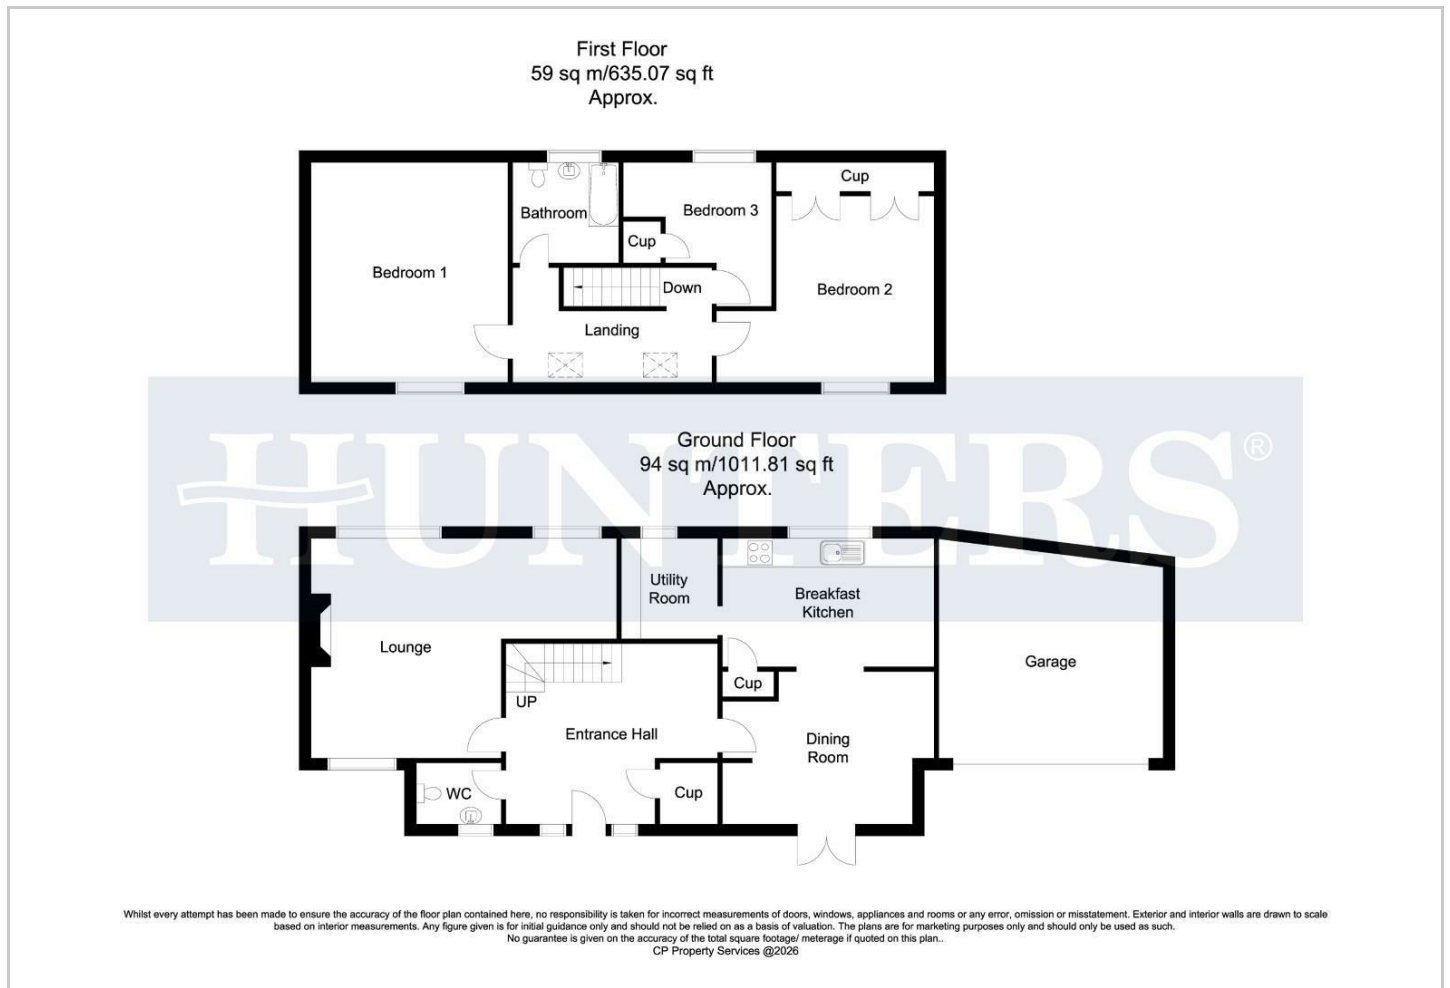 First Floor
59 sq m/635.07 sq ft
Approx.
Cup
Bathroom
Bedroom 3
Cup
Bedroom 1
Down
Bedroom 2
Landing
HUNTERS®
Ground Floor
94 sq m/1011.81 sq ft
Approx.
Utility
Room
Breakfast
Kitchen
Lounge
Garage
Cup
UP
Entrance Hall
Dining
Room
WC
Cup
Whilst every attempt has been made to ensure the accuracy of the floor plan contained here, no responsibility is taken for incorrect measurements of doors, windows, appliances and rooms or any error, omission or misstatement. Exterior and interior walls are drawn to scale
based on interior measurements. Any figure given is for initial guidance only and should not be relied on as a basis of valuation. The plans are for marketing purposes only and should only be used as such.
No guarantee is given on the accuracy of the total square footage/ meterage if quoted on this plan..
CP Property Services @2026